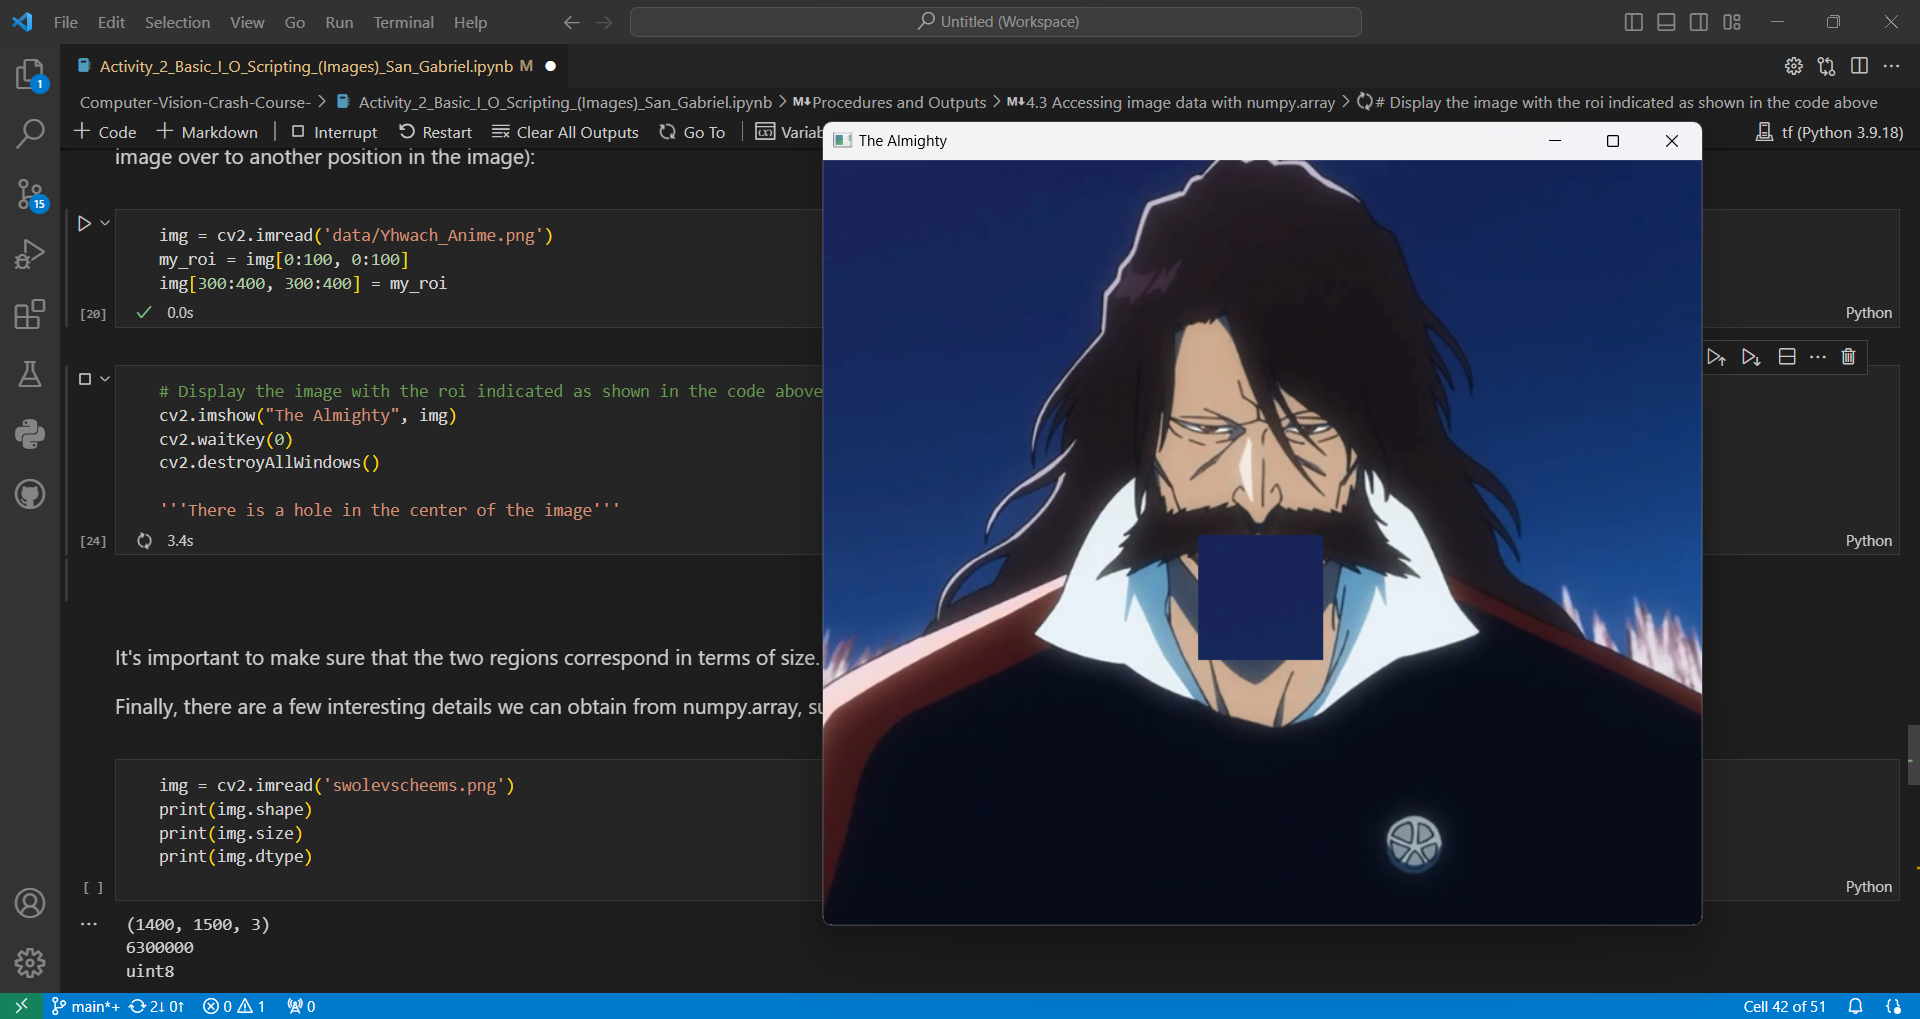 File Edit Selection View Go Run Terminal Help Untitled (Workspace)
Activity_2_Basic_I_O_Scripting_(Images)_San_Gabriel.ipynb M
1
Computer-Vision-Crash-Course- > Activity_2_Basic_I_O_Scripting_(Images)_San_Gabriel.ipynb > M↓Procedures and Outputs > M↓4.3 Accessing image data with numpy.array > # Display the image with the roi indicated as shown in the code above
+ Code + Markdown Interrupt Restart Clear All Outputs Go To (x) Variab tf (Python 3.9.18)
The Almighty
image over to another position in the image):
15
img = cv2.imread('data/Yhwach_Anime.png')
my_roi = img[0:100, 0:100]
img[300:400, 300:400] = my_roi
[20] 0.0s Python
# Display the image with the roi indicated as shown in the code above
cv2.imshow("The Almighty", img)
cv2.waitKey(0)
cv2.destroyAllWindows()
'''There is a hole in the center of the image'''
[24] 3.4s Python
It's important to make sure that the two regions correspond in terms of size.
Finally, there are a few interesting details we can obtain from numpy.array, su
img = cv2.imread('swolevscheems.png')
print(img.shape)
print(img.size)
print(img.dtype)
[ ] Python
(1400, 1500, 3)
6300000
uint8
main*+ 2↓ 0↑ 0 1 0 Cell 42 of 51